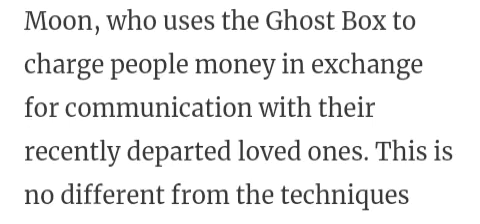 Moon, who uses the Ghost Box to
charge people money in exchange
for communication with their
recently departed loved ones. This is
no different from the techniques